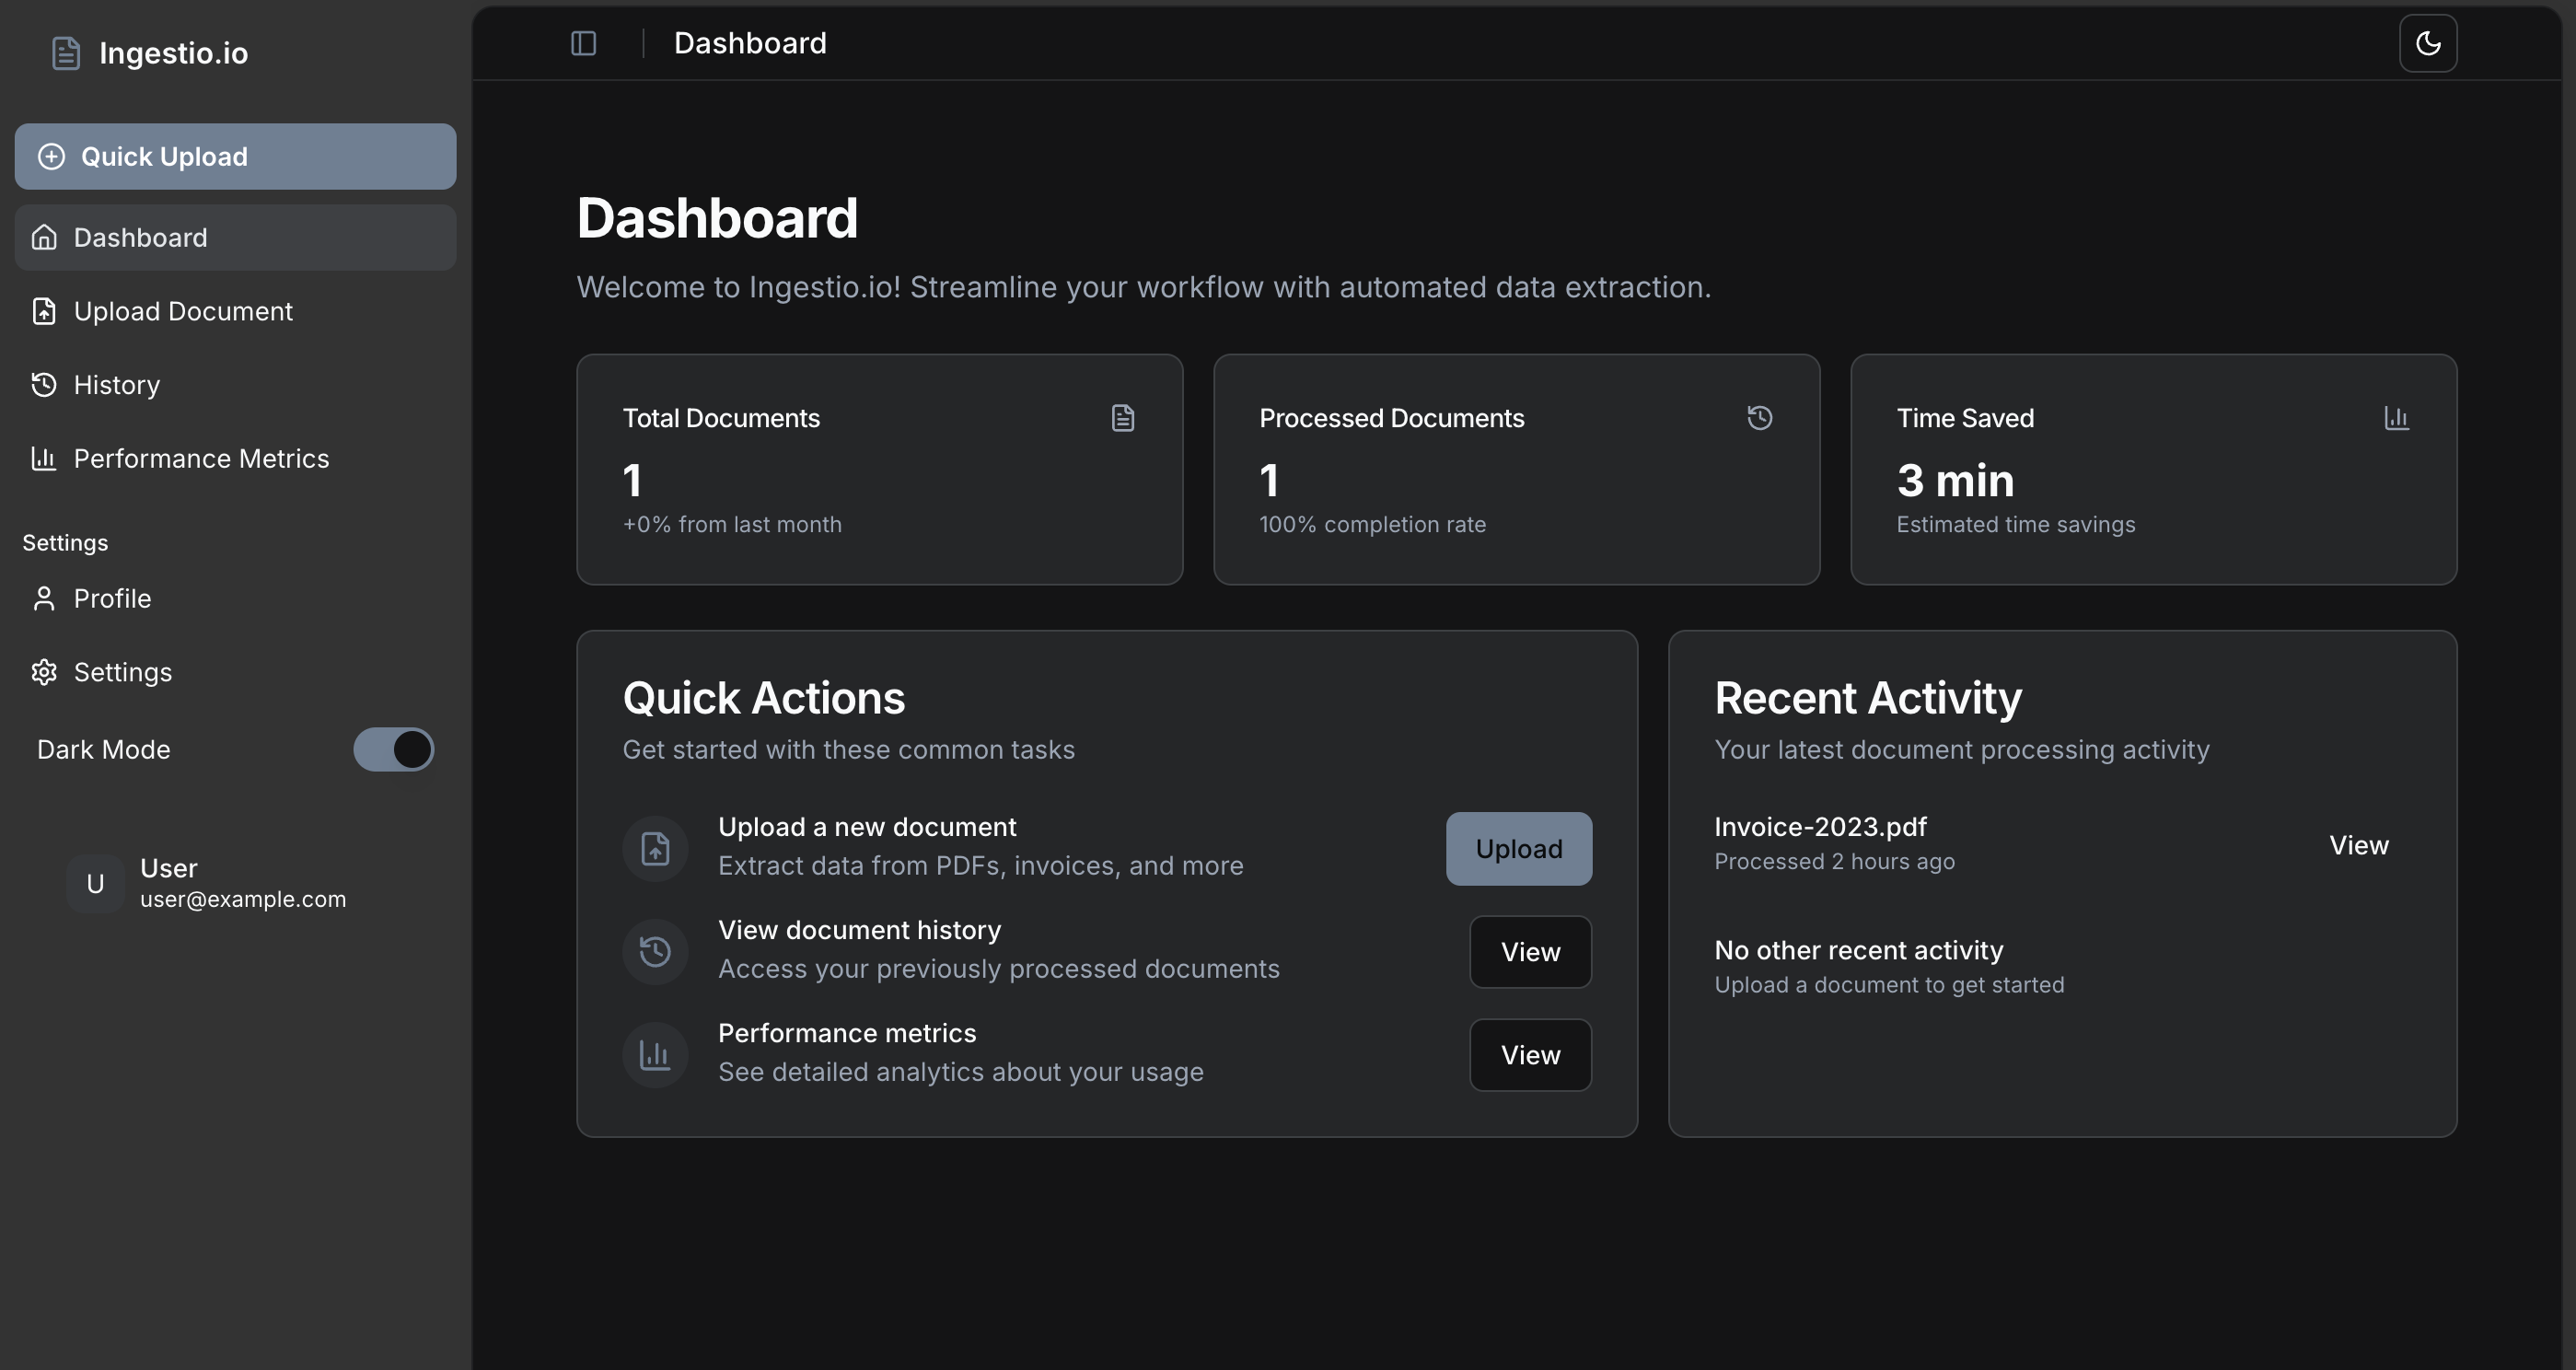 Ingestio.io
Quick Upload
Dashboard
Upload Document
History
Performance Metrics
Settings
Profile
Settings
Dark Mode
U
User
user@example.com
Dashboard
Dashboard
Welcome to Ingestio.io! Streamline your workflow with automated data extraction.
Total Documents
1
+0% from last month
Processed Documents
1
100% completion rate
Time Saved
3 min
Estimated time savings
Quick Actions
Get started with these common tasks
Upload a new document
Extract data from PDFs, invoices, and more
Upload
View document history
Access your previously processed documents
View
Performance metrics
See detailed analytics about your usage
View
Recent Activity
Your latest document processing activity
Invoice-2023.pdf
Processed 2 hours ago
View
No other recent activity
Upload a document to get started